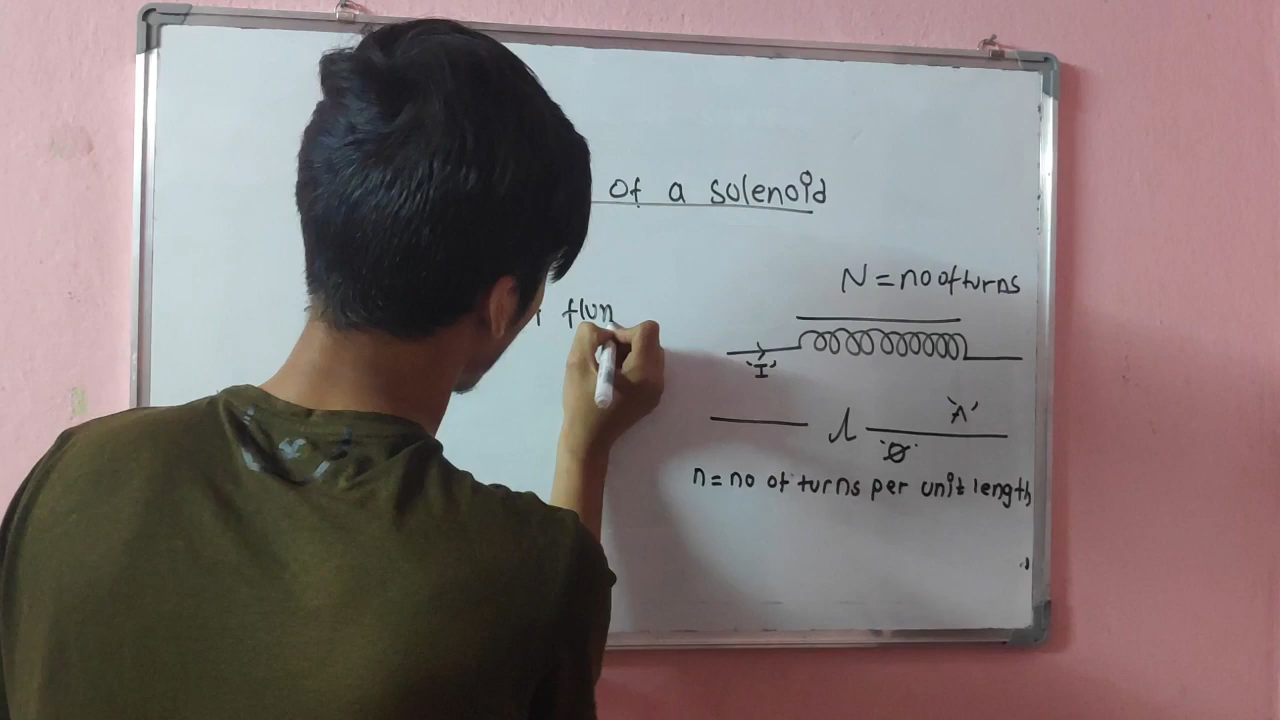 of a solenoid
N = no of turns
flux
'I'
l 'A'
'Ø'
n = no of turns per unit length